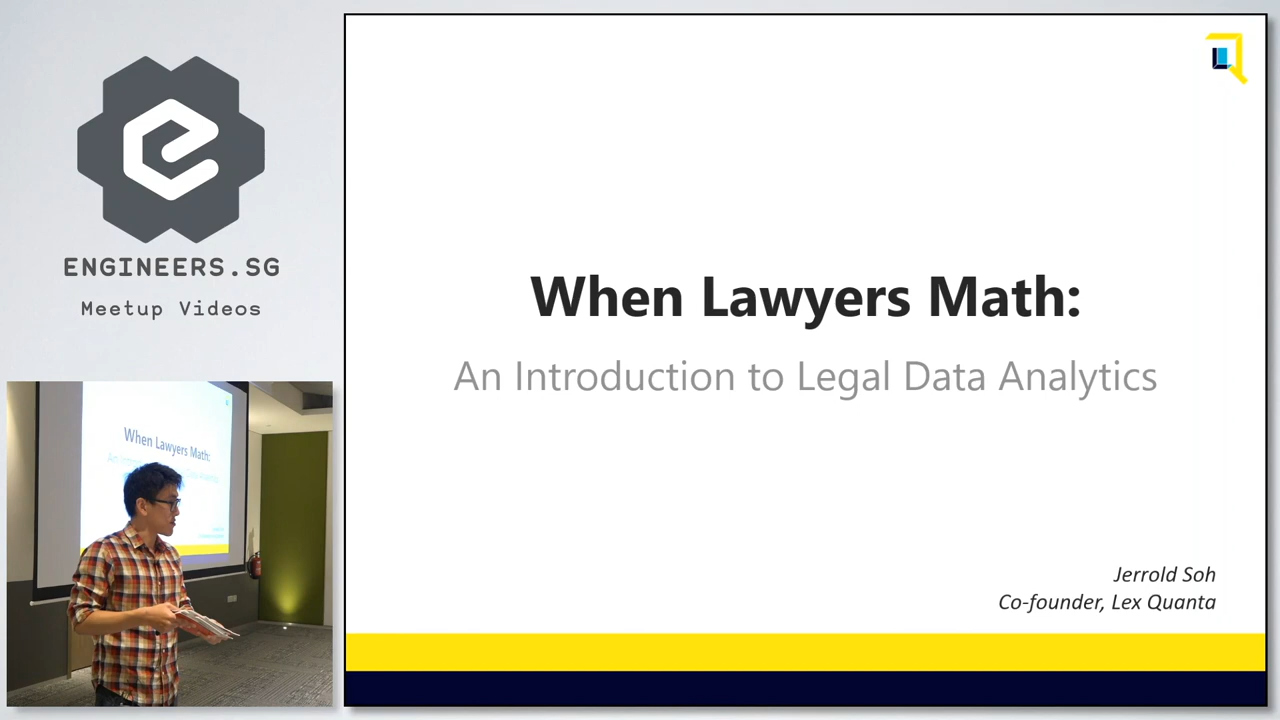 ENGINEERS.SG
Meetup Videos
When Lawyers Math:
An Introduction to Legal Data Analytics
Jerrold Soh
Co-founder, Lex Quanta
When Lawyers Math: